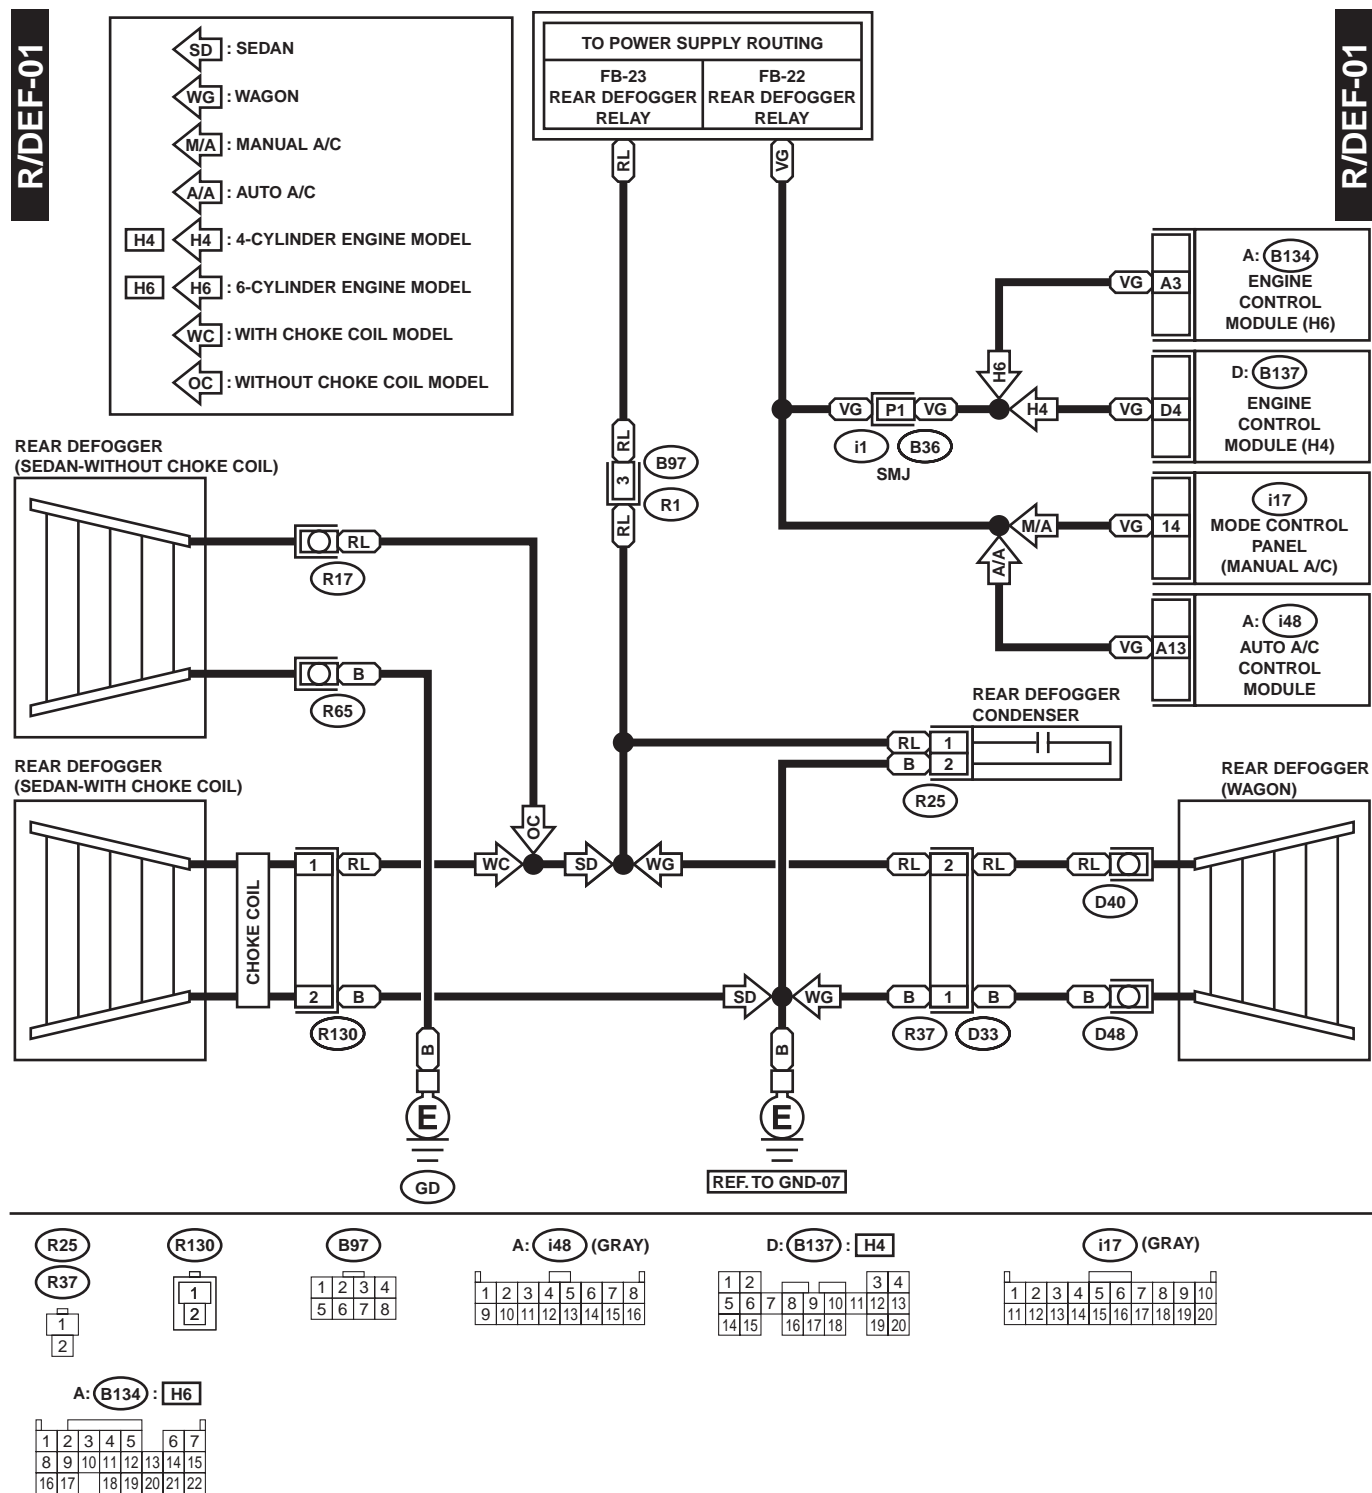 R/DEF-01
R/DEF-01
SD : SEDAN
WG : WAGON
M/A : MANUAL A/C
A/A : AUTO A/C
H4 H4 : 4-CYLINDER ENGINE MODEL
H6 H6 : 6-CYLINDER ENGINE MODEL
WC : WITH CHOKE COIL MODEL
OC : WITHOUT CHOKE COIL MODEL
TO POWER SUPPLY ROUTING
FB-23
REAR DEFOGGER
RELAY
FB-22
REAR DEFOGGER
RELAY
RL
VG
VG A3
A: B134
ENGINE
CONTROL
MODULE (H6)
H6
VG P1 VG
H4
VG D4
i1 B36
SMJ
D: B137
ENGINE
CONTROL
MODULE (H4)
RL
3
RL
B97
R1
M/A
VG 14
i17
MODE CONTROL
PANEL
(MANUAL A/C)
A/A
VG A13
A: i48
AUTO A/C
CONTROL
MODULE
REAR DEFOGGER
(SEDAN-WITHOUT CHOKE COIL)
RL
R17
B
R65
REAR DEFOGGER
CONDENSER
RL 1
B 2
R25
REAR DEFOGGER
(SEDAN-WITH CHOKE COIL)
CHOKE COIL
1 RL
2 B
R130
WC
OC
SD
WG
RL 2 RL
RL
D40
REAR DEFOGGER
(WAGON)
SD
WG
B 1 B
B
R37 D33
D48
B
E
GD
B
E
REF. TO GND-07
R25
R37
1
2
R130
1
2
B97
1 2 3 4
5 6 7 8
A: i48 (GRAY)
1 2 3 4 5 6 7 8
9 10 11 12 13 14 15 16
D: B137 : H4
1 2 3 4
5 6 7 8 9 10 11 12 13
14 15 16 17 18 19 20
i17 (GRAY)
1 2 3 4 5 6 7 8 9 10
11 12 13 14 15 16 17 18 19 20
A: B134 : H6
1 2 3 4 5 6 7
8 9 10 11 12 13 14 15
16 17 18 19 20 21 22